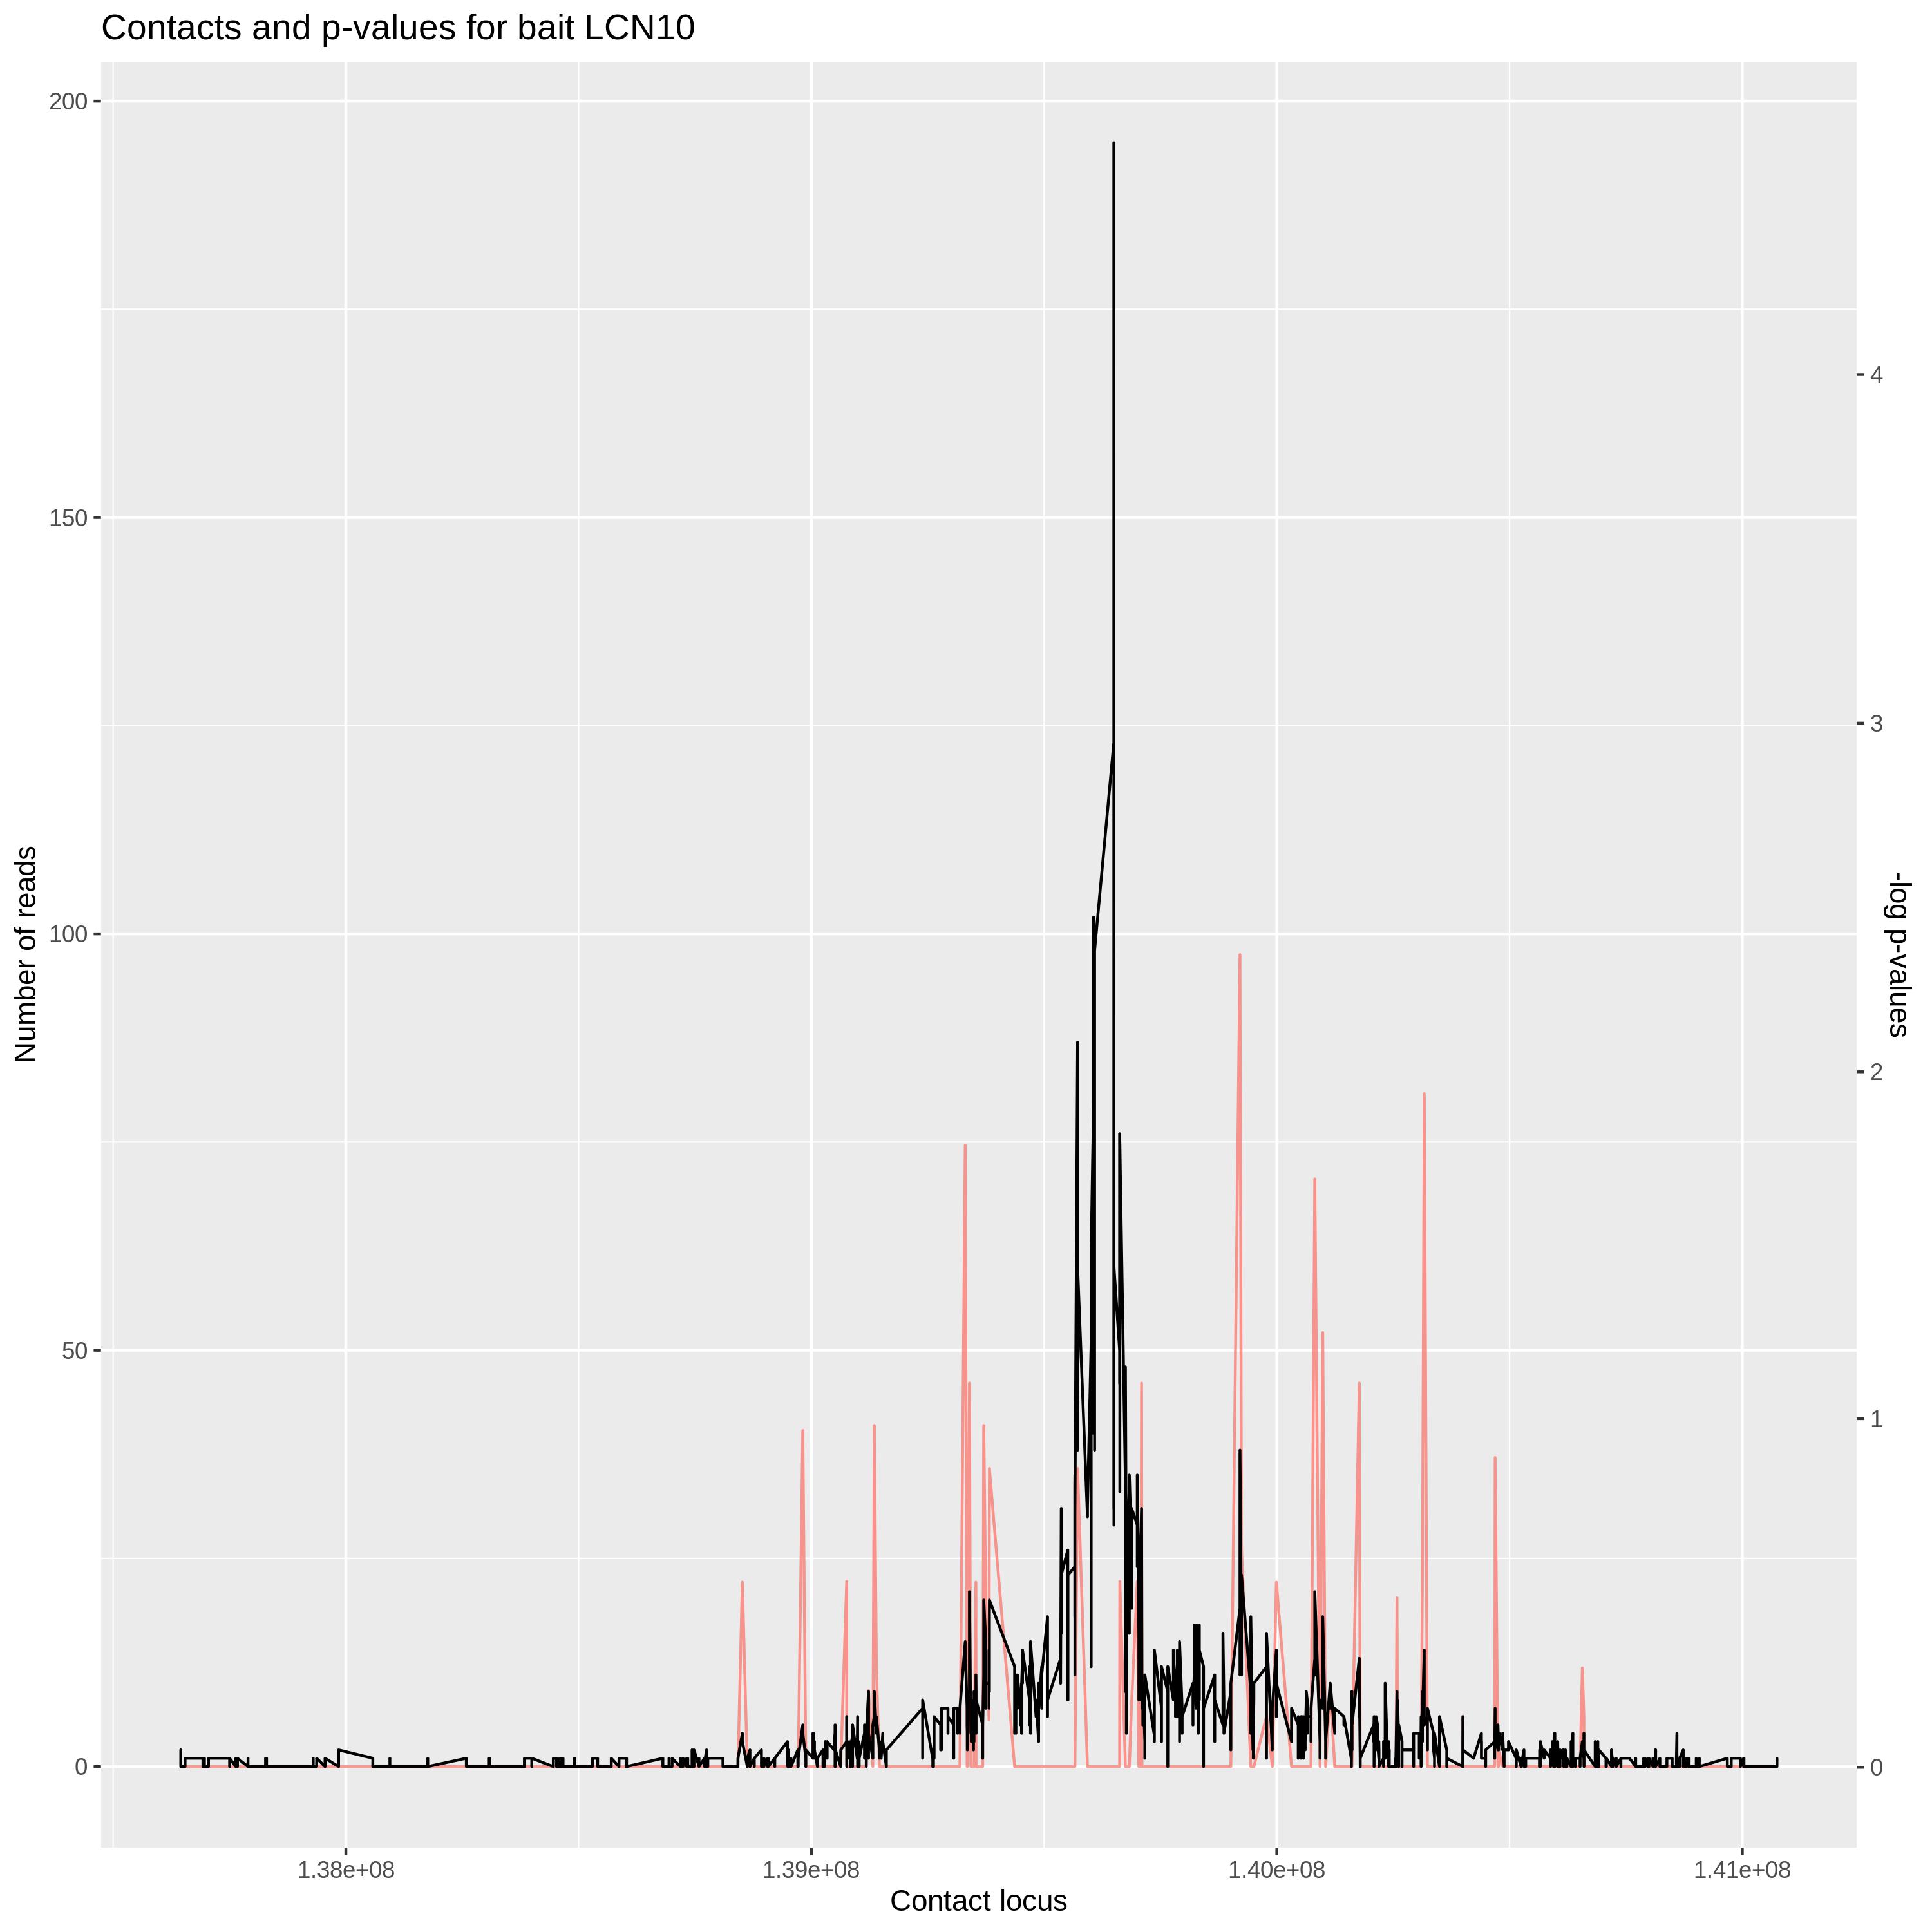 Contacts and p-values for bait LCN10
200
150
100
50
0
Number of reads
4
3
2
1
0
-log p-values
1.38e+08
1.39e+08
1.40e+08
1.41e+08
Contact locus